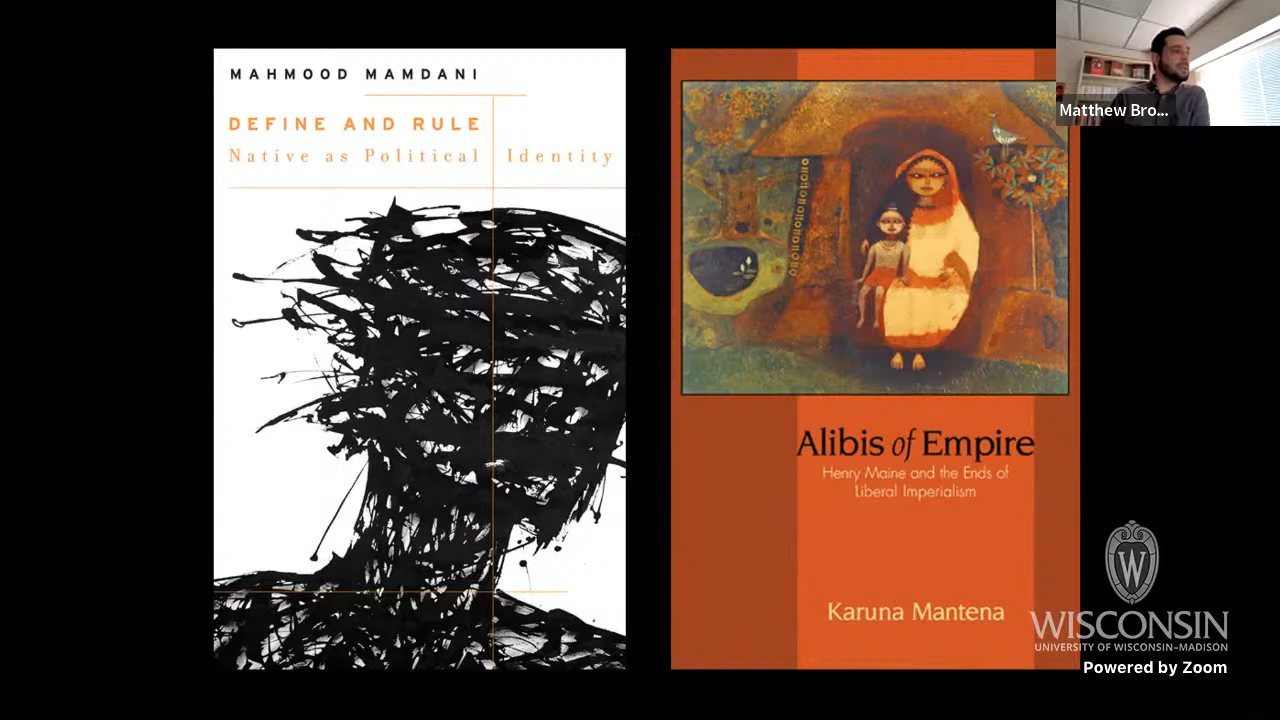 MAHMOOD MAMDANI
DEFINE AND RULE
Native as Political Identity
Alibis of Empire
Henry Maine and the Ends of
Liberal Imperialism
Karuna Mantena
Matthew Bro...
W
WISCONSIN
UNIVERSITY OF WISCONSIN–MADISON
Powered by Zoom